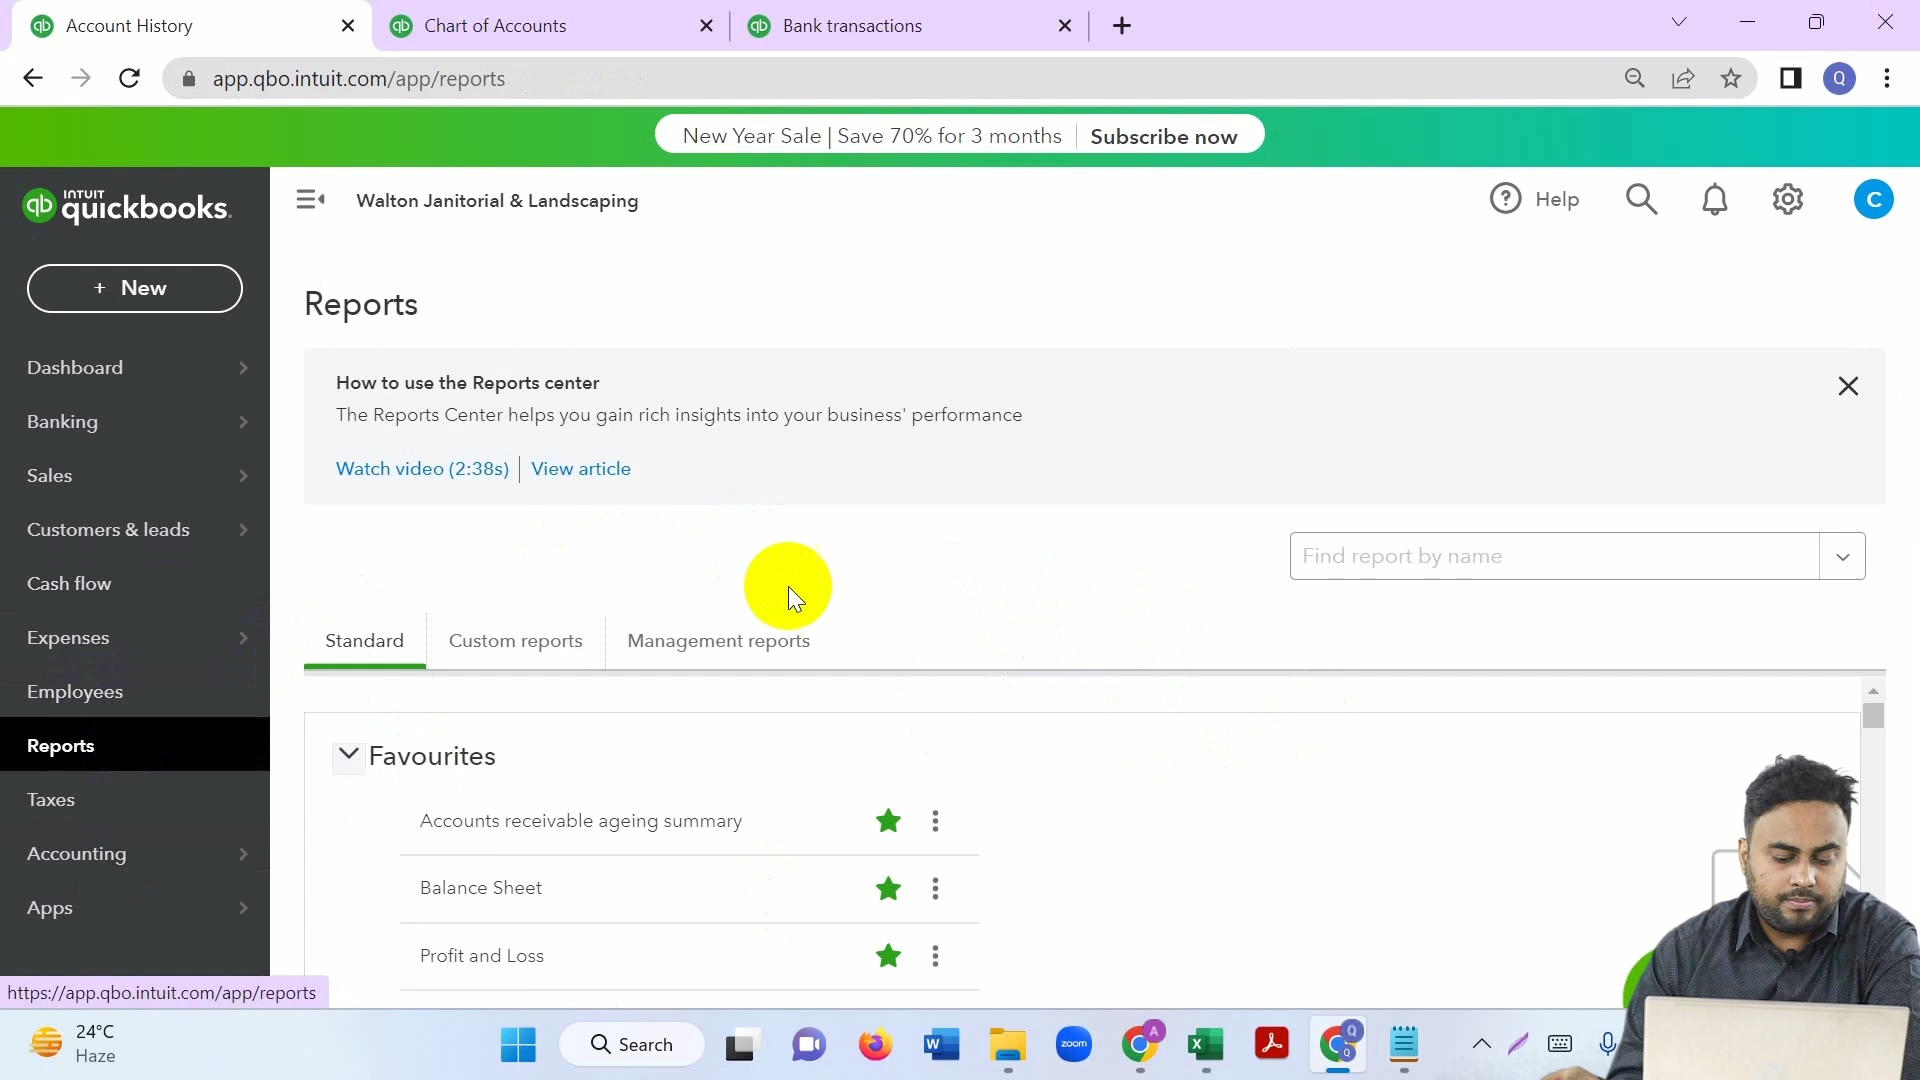 Account History
Chart of Accounts
Bank transactions
app.qbo.intuit.com/app/reports
Q
New Year Sale | Save 70% for 3 months
Subscribe now
qb INTUIT quickbooks.
Walton Janitorial & Landscaping
Help
C
+ New
Dashboard
Banking
Sales
Customers & leads
Cash flow
Expenses
Employees
Reports
Taxes
Accounting
Apps
Reports
How to use the Reports center
The Reports Center helps you gain rich insights into your business' performance
Watch video (2:38s)
View article
Find report by name
Standard
Custom reports
Management reports
Favourites
Accounts receivable ageing summary
Balance Sheet
Profit and Loss
https://app.qbo.intuit.com/app/reports
24°C
Haze
Search
W
zoom
A
X
Q
Q